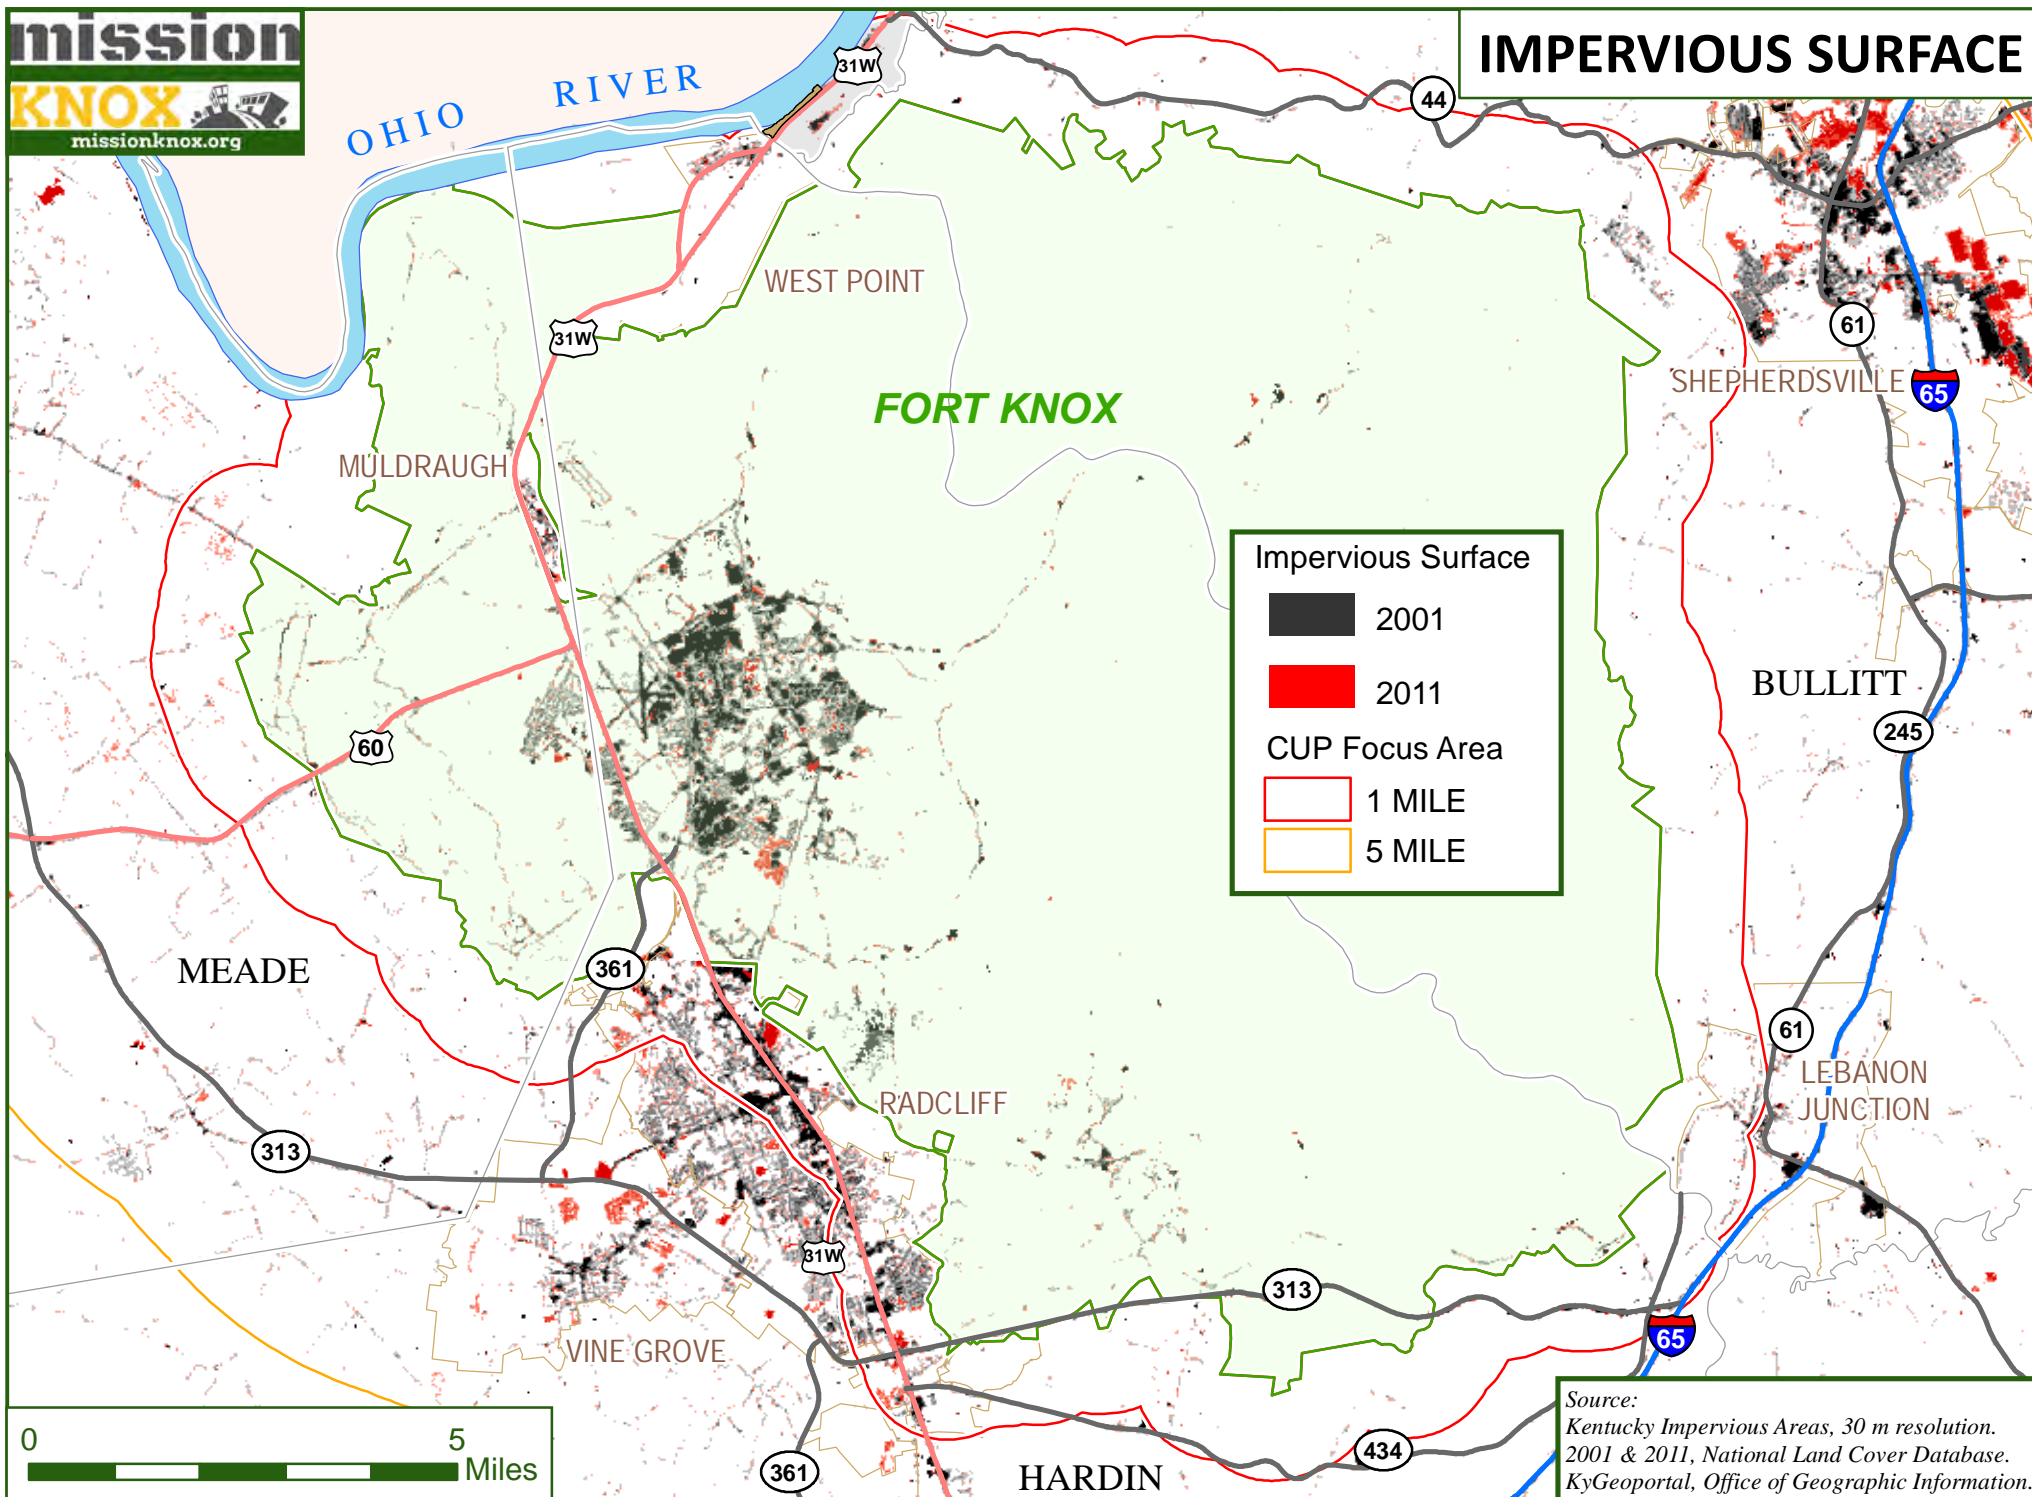 mission
KNOX
missionknox.org
IMPERVIOUS SURFACE
OHIO RIVER
31W
44
WEST POINT
31W
61
SHEPHERDSVILLE
65
FORT KNOX
MULDRAUGH
Impervious Surface
2001
2011
CUP Focus Area
1 MILE
5 MILE
BULLITT
245
60
MEADE
361
61
LEBANON
JUNCTION
RADCLIFF
313
31W
313
65
VINE GROVE
0
5
Miles
361
434
HARDIN
Source:
Kentucky Impervious Areas, 30 m resolution.
2001 & 2011, National Land Cover Database.
KyGeoportal, Office of Geographic Information.